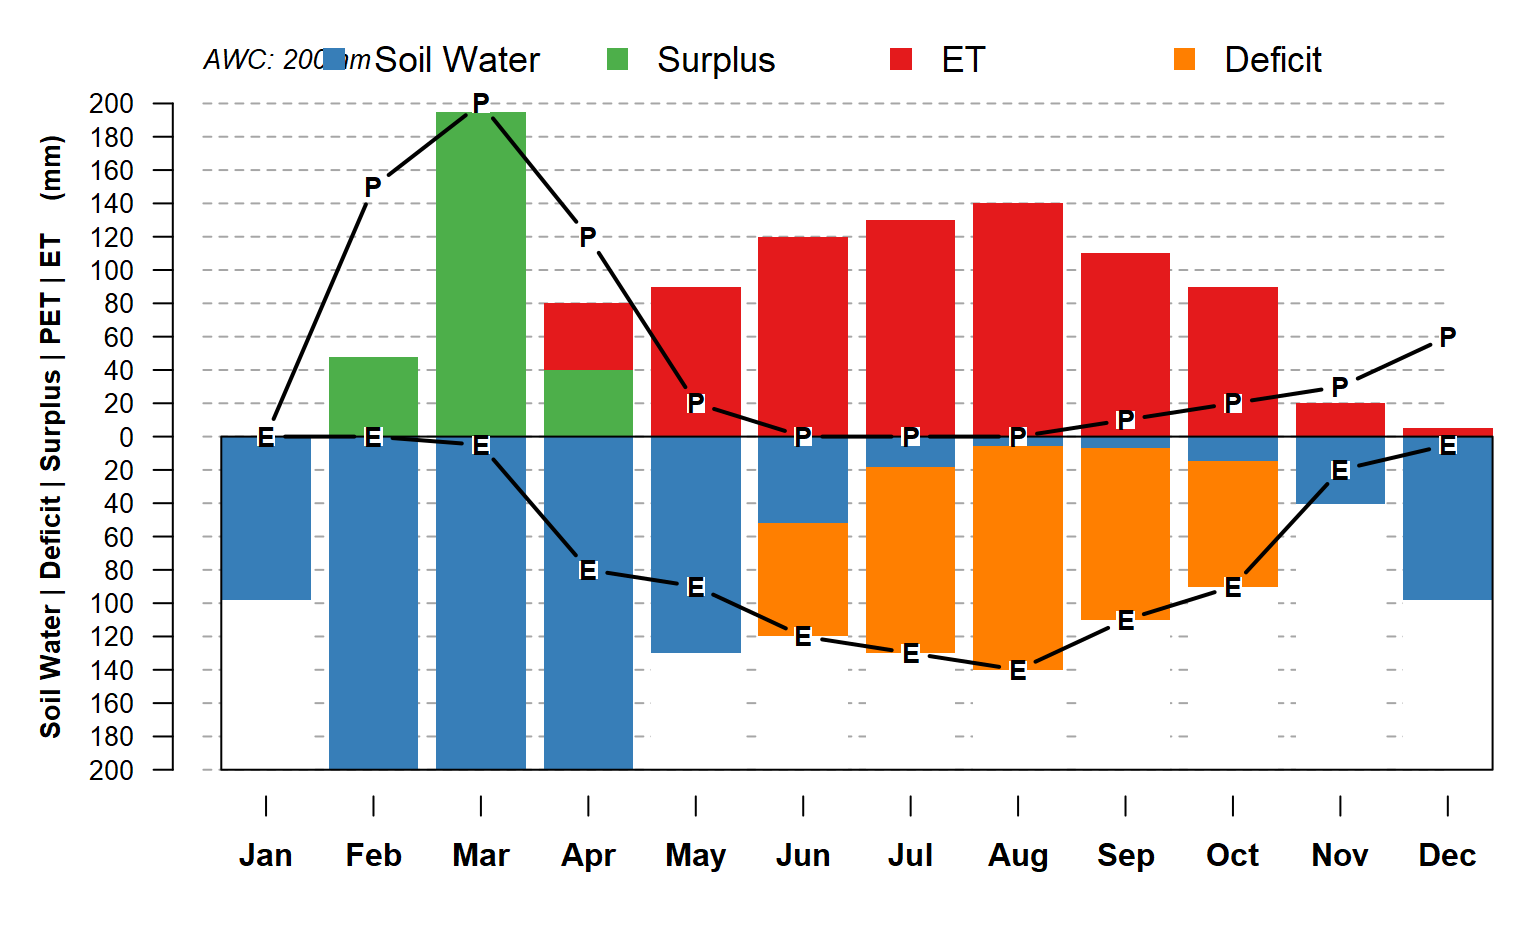 AWC: 200 mm Soil Water Surplus ET Deficit
Soil Water | Deficit | Surplus | PET | ET (mm)
200
180
160
140
120
100
80
60
40
20
0
20
40
60
80
100
120
140
160
180
200
P
P
P
P
P
P
P
P
P
P
P
E
E
E
E
E
E
E
E
E
E
E
E
Jan Feb Mar Apr May Jun Jul Aug Sep Oct Nov Dec